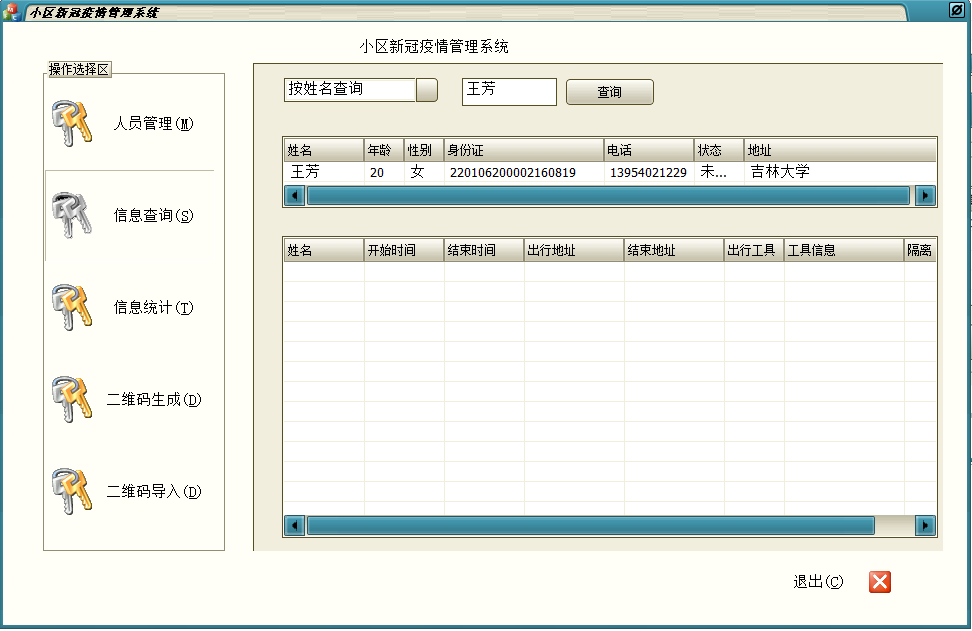 小区新冠疫情管理系统
小区新冠疫情管理系统
操作选择区
人员管理(M)
信息查询(S)
信息统计(T)
二维码生成(D)
二维码导入(D)
按姓名查询 王芳 查询
姓名 年龄 性别 身份证 电话 状态 地址
王芳 20 女 220106200002160819 13954021229 未... 吉林大学
姓名 开始时间 结束时间 出行地址 结束地址 出行工具 工具信息 隔离
退出(C)